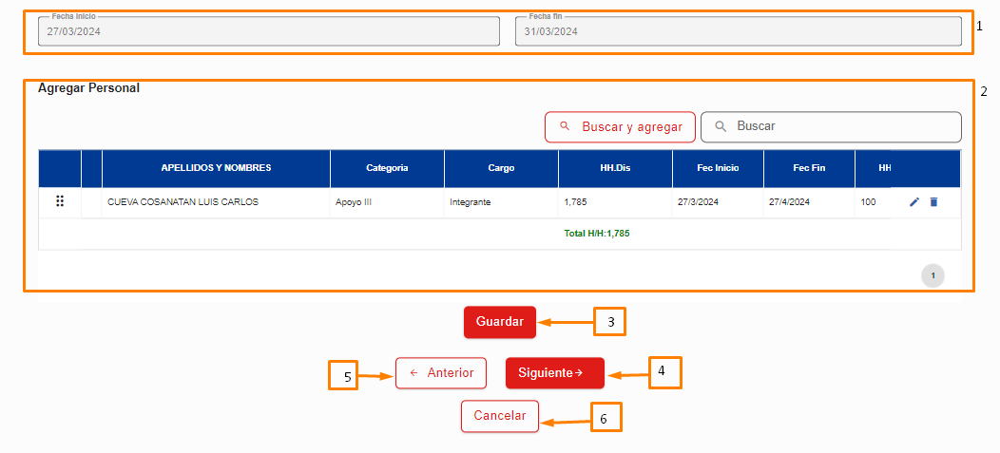 Fecha Inicio Fecha fin
27/03/2024 31/03/2024 1
Agregar Personal 2
Buscar y agregar Buscar
APELLIDOS Y NOMBRES Categoria Cargo HH.Dis Fec Inicio Fec Fin HH
CUEVA COSANATAN LUIS CARLOS Apoyo III Integrante 1,785 27/3/2024 27/4/2024 100
Total H/H:1,785
1
Guardar 3
5 Anterior Siguiente 4
Cancelar 6